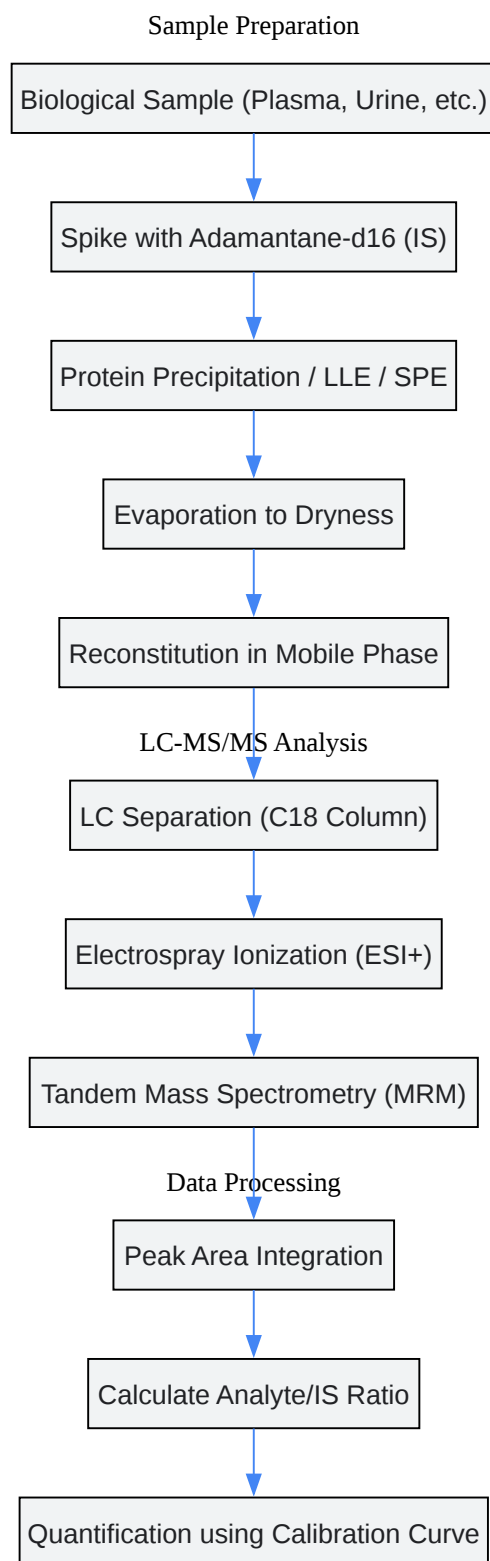 Sample Preparation
Biological Sample (Plasma, Urine, etc.)
Spike with Adamantane-d16 (IS)
Protein Precipitation / LLE / SPE
Evaporation to Dryness
Reconstitution in Mobile Phase
LC-MS/MS Analysis
LC Separation (C18 Column)
Electrospray Ionization (ESI+)
Tandem Mass Spectrometry (MRM)
Data Processing
Peak Area Integration
Calculate Analyte/IS Ratio
Quantification using Calibration Curve